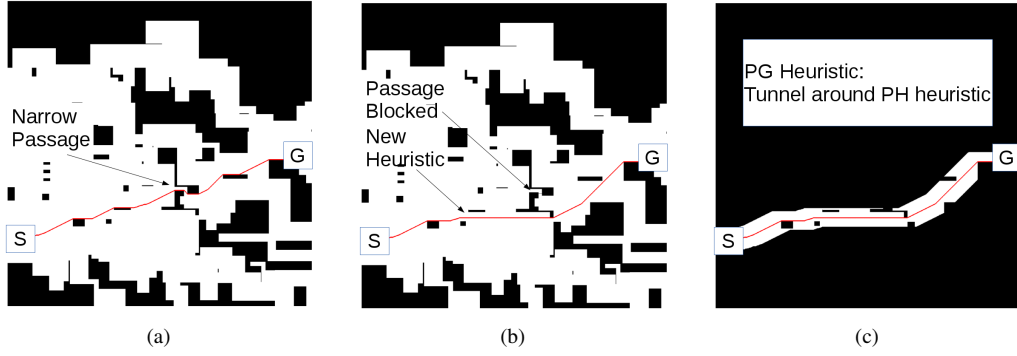 Narrow
Passage
G
S
(a)
Passage
Blocked
New
Heuristic
G
S
(b)
PG Heuristic:
Tunnel around PH heuristic
G
S
(c)